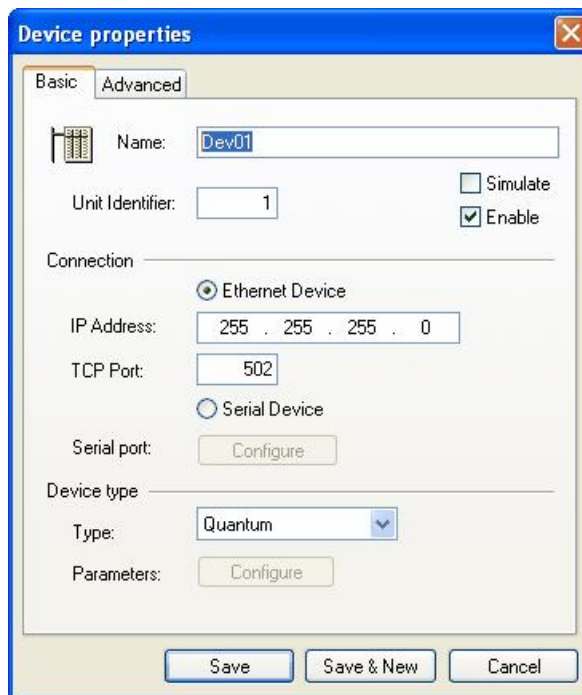 Device properties
Basic
Advanced
Name:
Dev01
Unit Identifier:
1
Simulate
Enable
Connection
Ethernet Device
IP Address:
255 . 255 . 255 . 0
TCP Port:
502
Serial Device
Serial port:
Configure
Device type
Type:
Quantum
Parameters:
Configure
Save
Save & New
Cancel